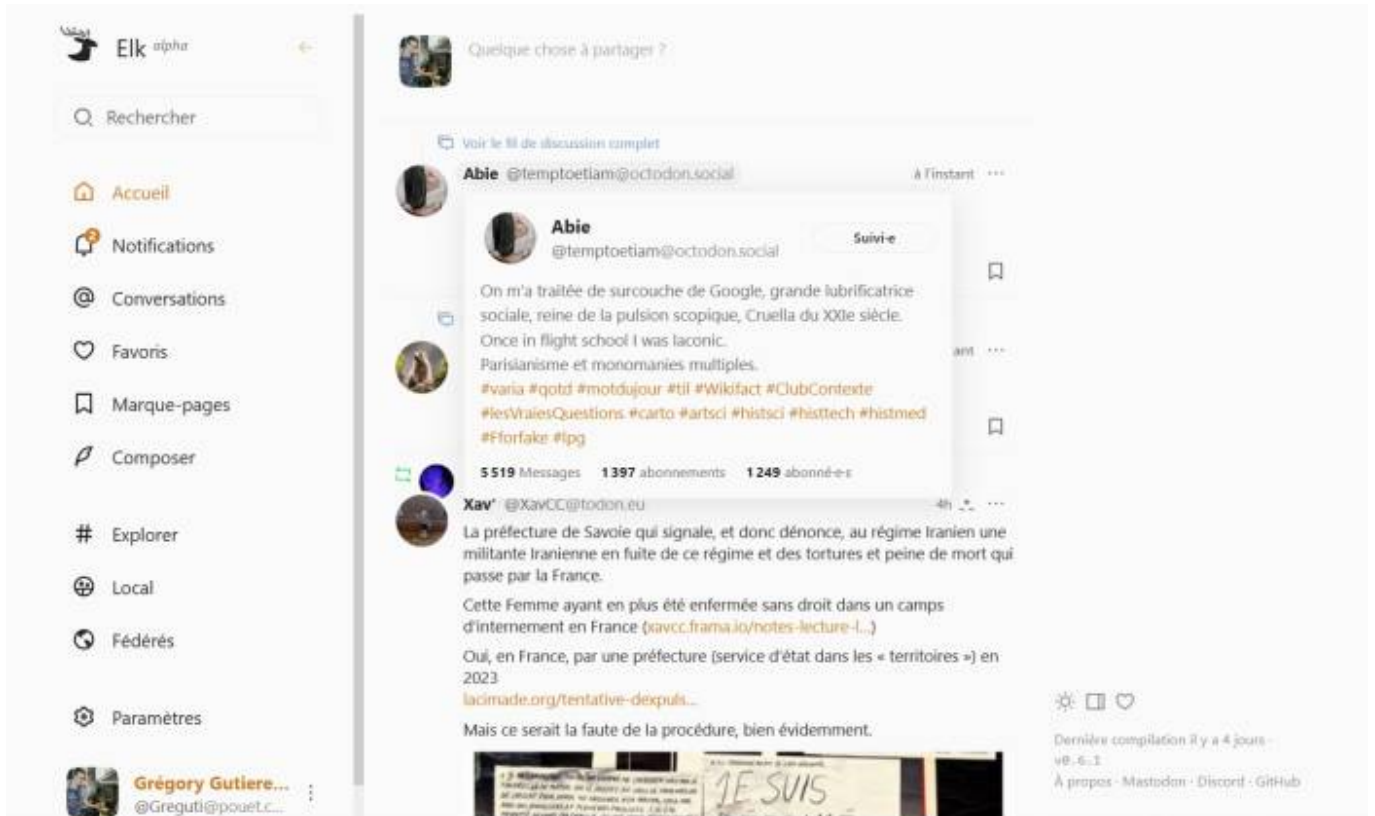 Elk alpha
Rechercher
Accueil
2
Notifications
Conversations
Favoris
Marque-pages
Composer
Explorer
Local
Fédérés
Paramètres
Grégory Gutiere...
@Greguti@pouet.c...
Quelque chose à partager ?
Voir le fil de discussion complet
Abie @temptoetiam@octodon.social à l'instant
Abie
@temptoetiam@octodon.social
Suivi·e
On m'a traitée de surcouche de Google, grande lubrificatrice
sociale, reine de la pulsion scopique, Cruella du XXIe siècle.
Once in flight school I was laconic.
Parisianisme et monomanies multiples.
#varia #qotd #motdujour #til #Wikifact #ClubContexte
#lesVraiesQuestions #carto #artsci #histsci #histtech #histmed
#Fforfake #lpg
5 519 Messages 1 397 abonnements 1 249 abonné·e·s
ant
Xav' @XavCC@todon.eu 4h
La préfecture de Savoie qui signale, et donc dénonce, au régime Iranien une
militante Iranienne en fuite de ce régime et des tortures et peine de mort qui
passe par la France.
Cette Femme ayant en plus été enfermée sans droit dans un camps
d'internement en France (xavcc.frama.io/notes-lecture-l...)
Oui, en France, par une préfecture (service d'état dans les « territoires ») en
2023
lacimade.org/tentative-dexpuls...
Mais ce serait la faute de la procédure, bien évidemment.
JE SUIS
Dernière compilation il y a 4 jours ·
v0.6.1
À propos · Mastodon · Discord · GitHub